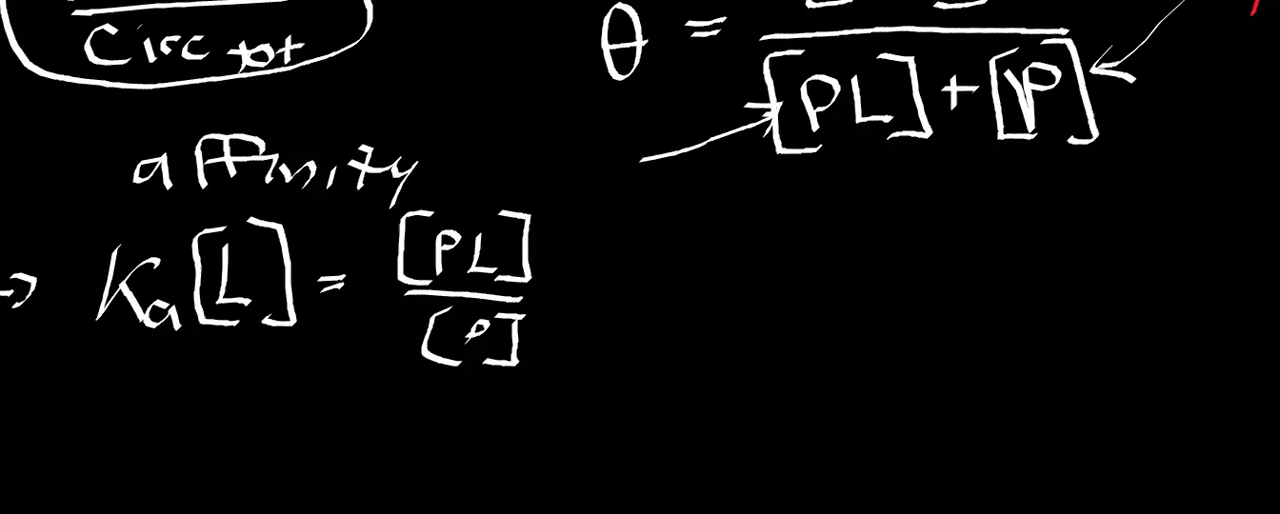 Circ tot
θ =
[PL] + [P]
affinity
→ Ka[L] = [PL]
[P]